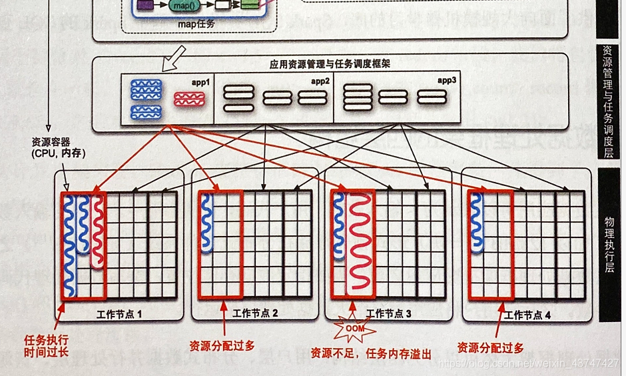 map()
map任务
应用资源管理与任务调度框架
app1
app2
app3
资源管理与任务调度层
资源容器
(CPU, 内存)
物理执行层
工作节点 1
工作节点 2
工作节点 3
工作节点 4
OOM
任务执行
时间过长
资源分配过多
资源不足，任务内存溢出
资源分配过多